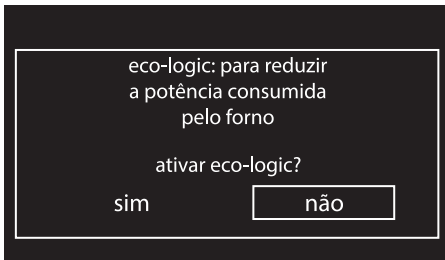 eco-logic: para reduzir
a potência consumida
pelo forno
ativar eco-logic?
sim não